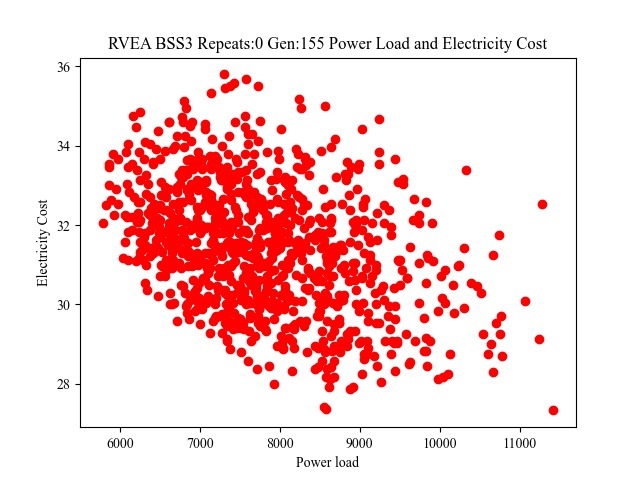 RVEA BSS3 Repeats:0 Gen:155 Power Load and Electricity Cost
36
34
32
30
28
Electricity Cost
6000 7000 8000 9000 10000 11000
Power load